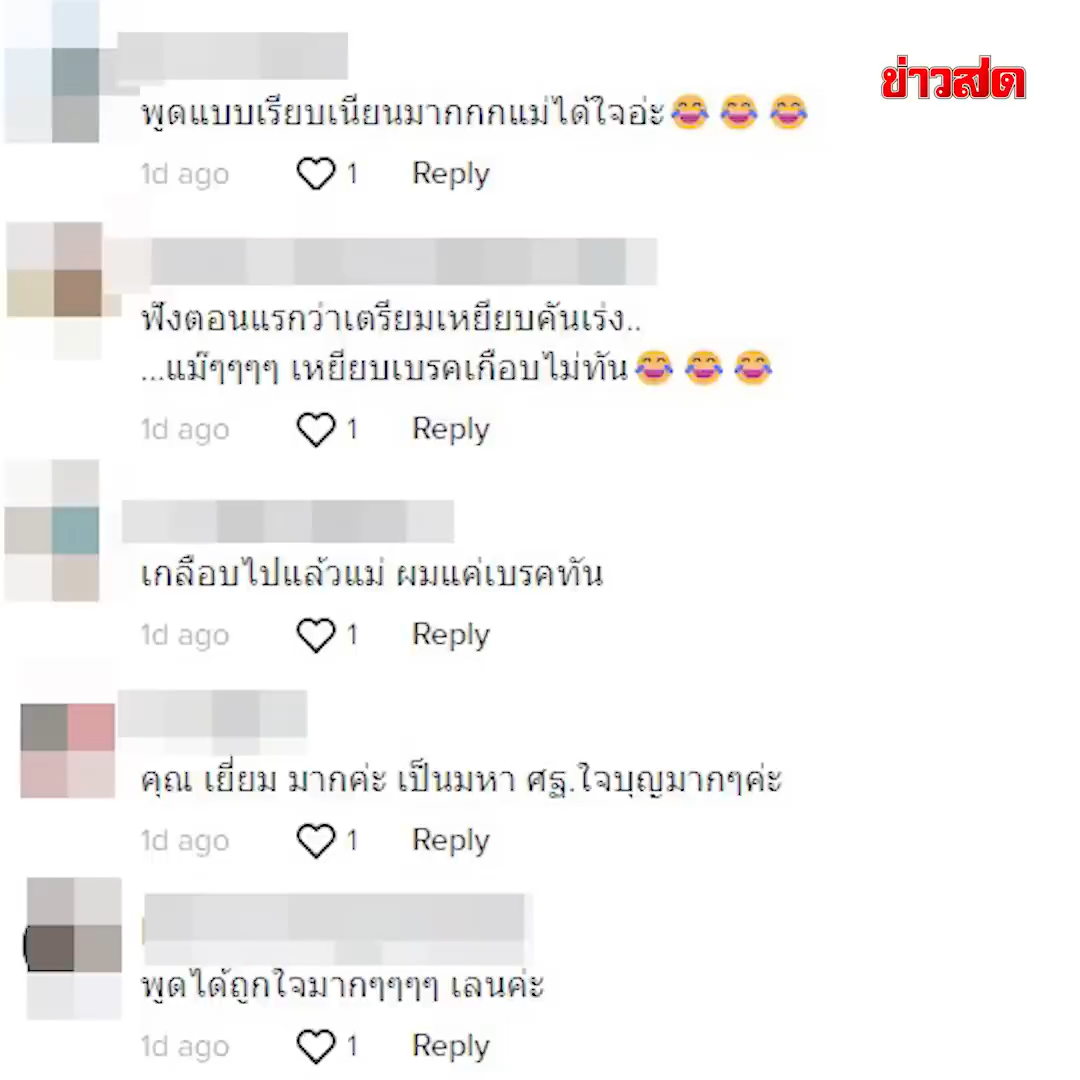 ข่าวสด
พูดแบบเรียบเนียนมากกกแม่ได้ใจอ่ะ😂😂😂
1d ago 1 Reply
ฟังตอนแรกว่าเตรียมเหยียบคันเร่ง..
...แม๊ๆๆๆๆ เหยียบเบรคเกือบไม่ทัน😂😂😂
1d ago 1 Reply
เกลือบไปแล้วแม่ ผมแค่เบรคทัน
1d ago 1 Reply
คุณ เยี่ยม มากค่ะ เป็นมหา ศฐ.ใจบุญมากๆค่ะ
1d ago 1 Reply
พูดได้ถูกใจมากๆๆๆๆ เลนค่ะ
1d ago 1 Reply